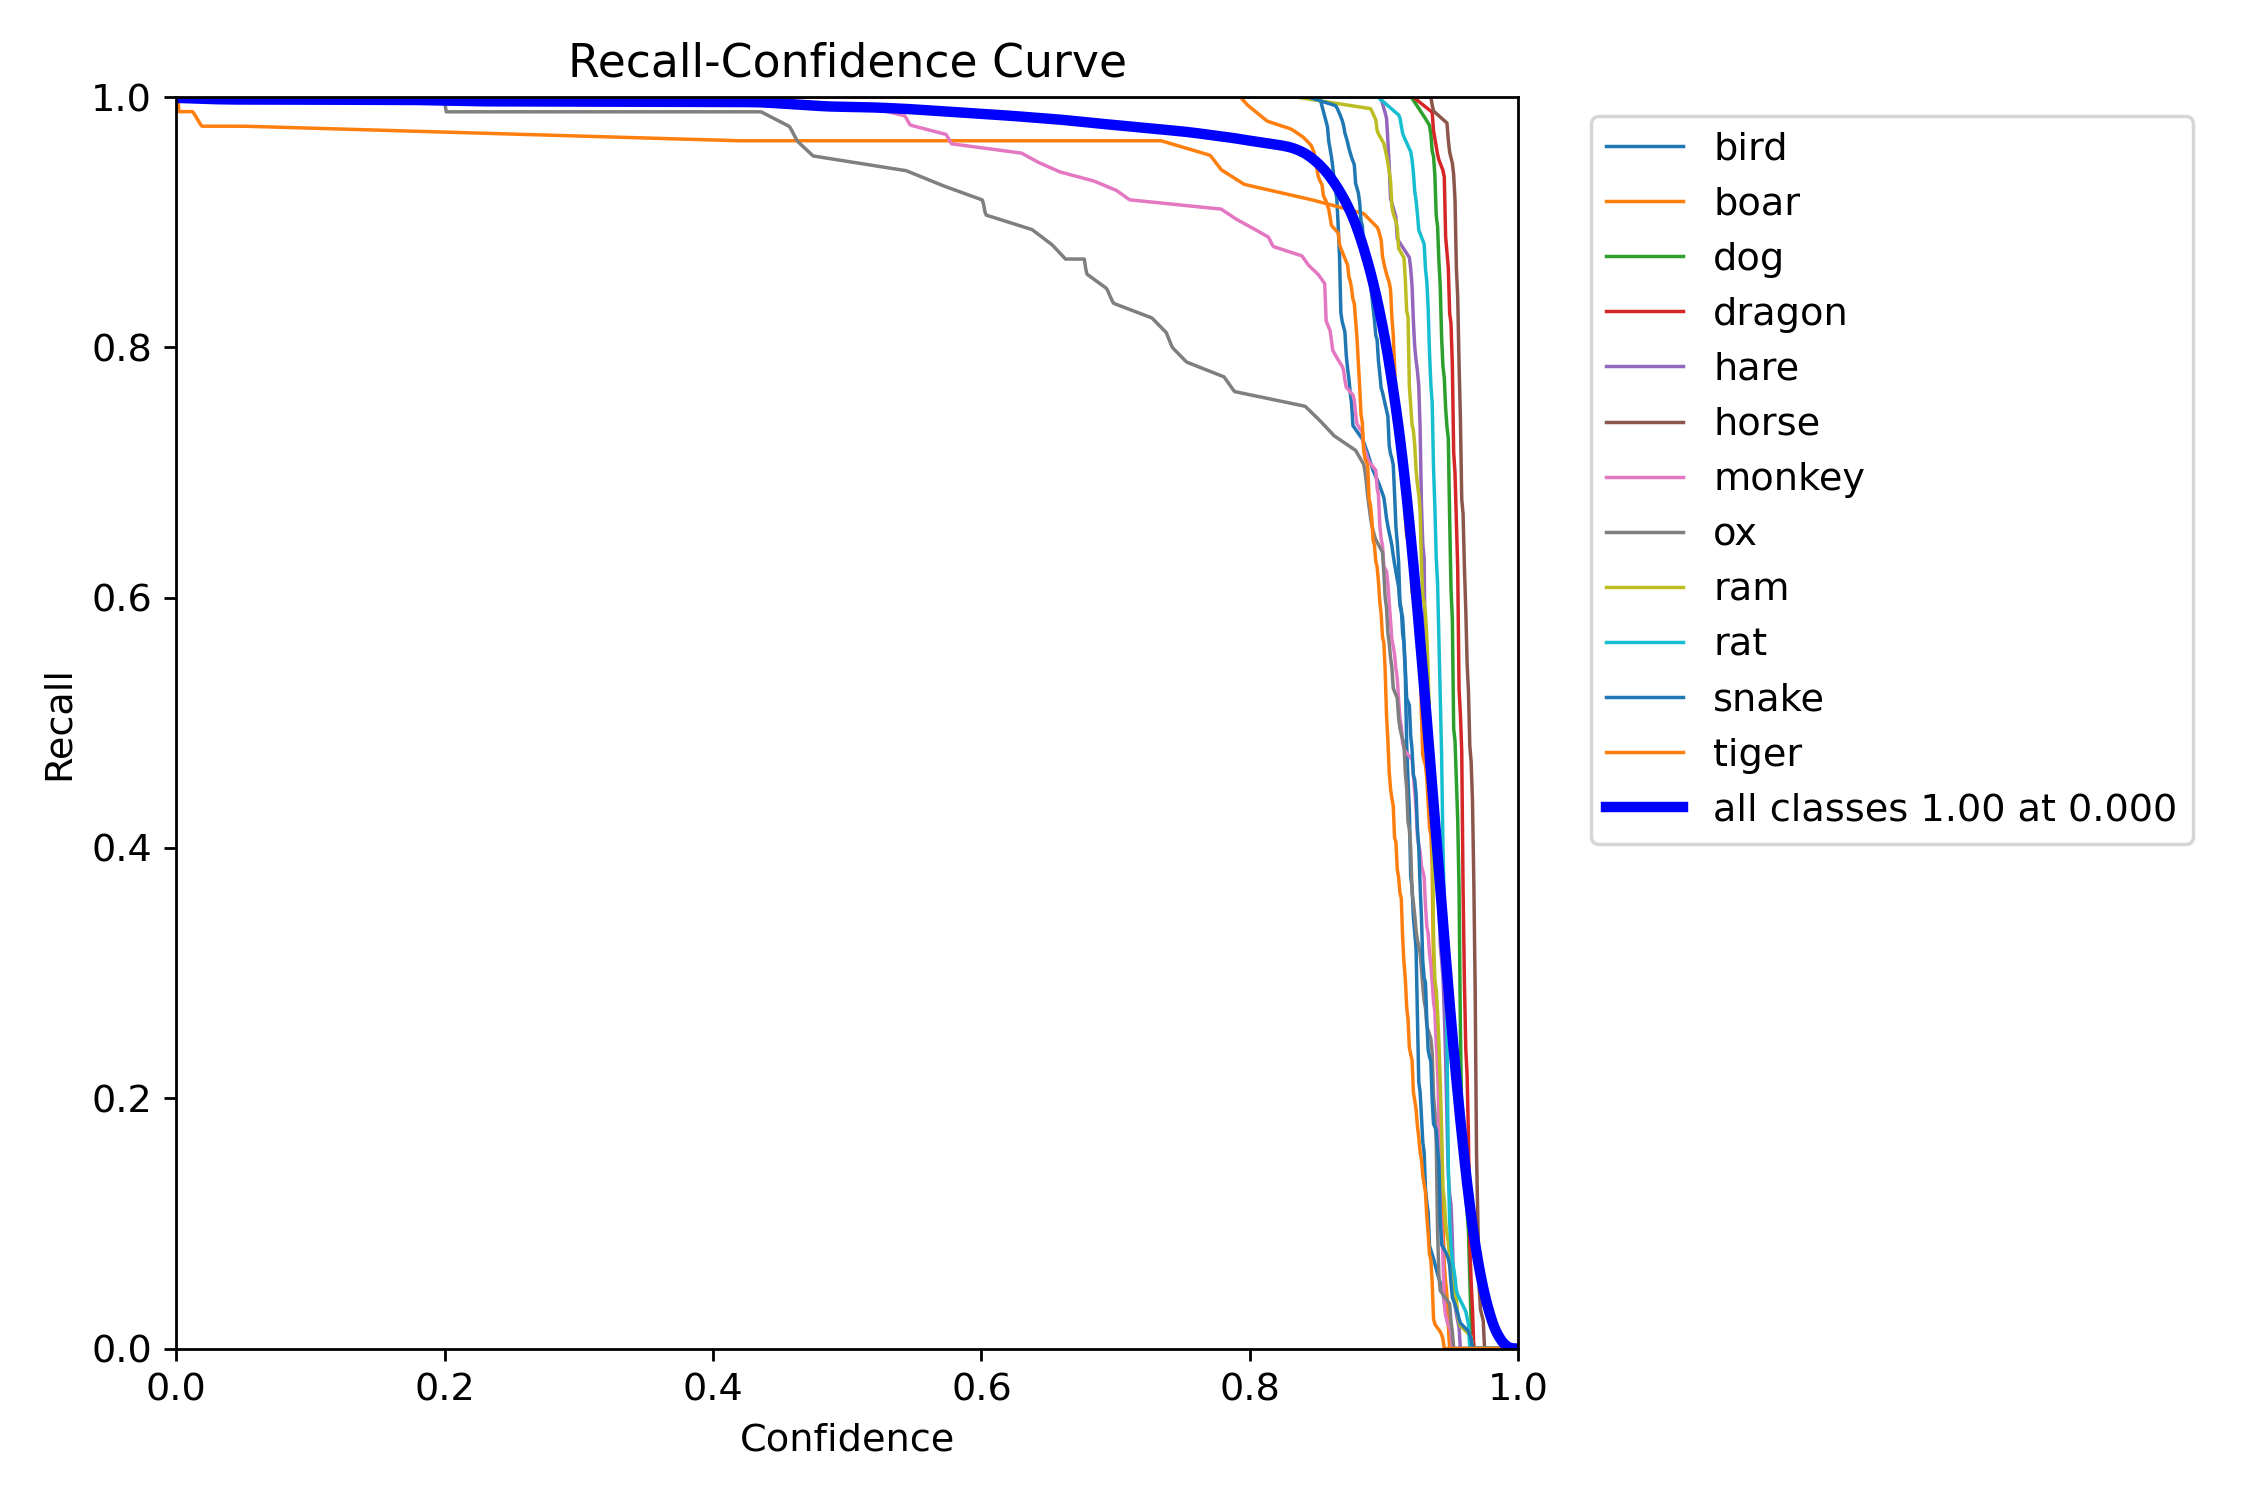 Recall-Confidence Curve
1.0
0.8
0.6
0.4
0.2
0.0
Recall
0.0 0.2 0.4 0.6 0.8 1.0
Confidence
bird
boar
dog
dragon
hare
horse
monkey
ox
ram
rat
snake
tiger
all classes 1.00 at 0.000